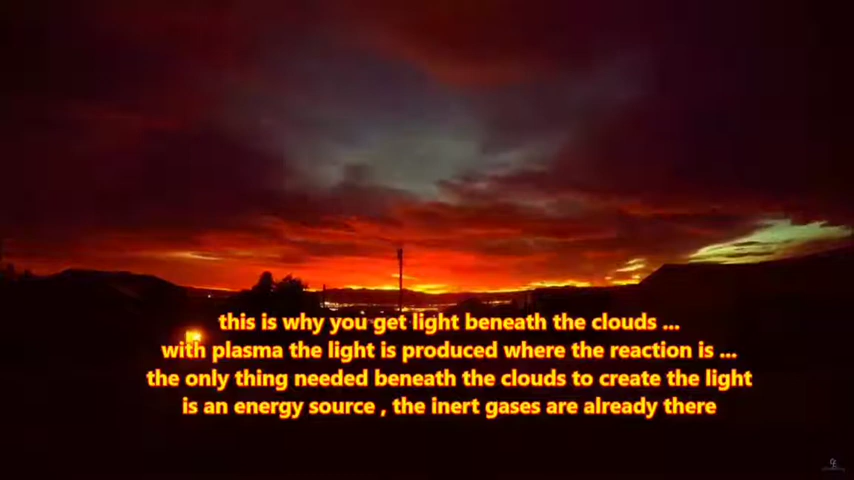 this is why you get light beneath the clouds ...
with plasma the light is produced where the reaction is ...
the only thing needed beneath the clouds to create the light
is an energy source , the inert gases are already there